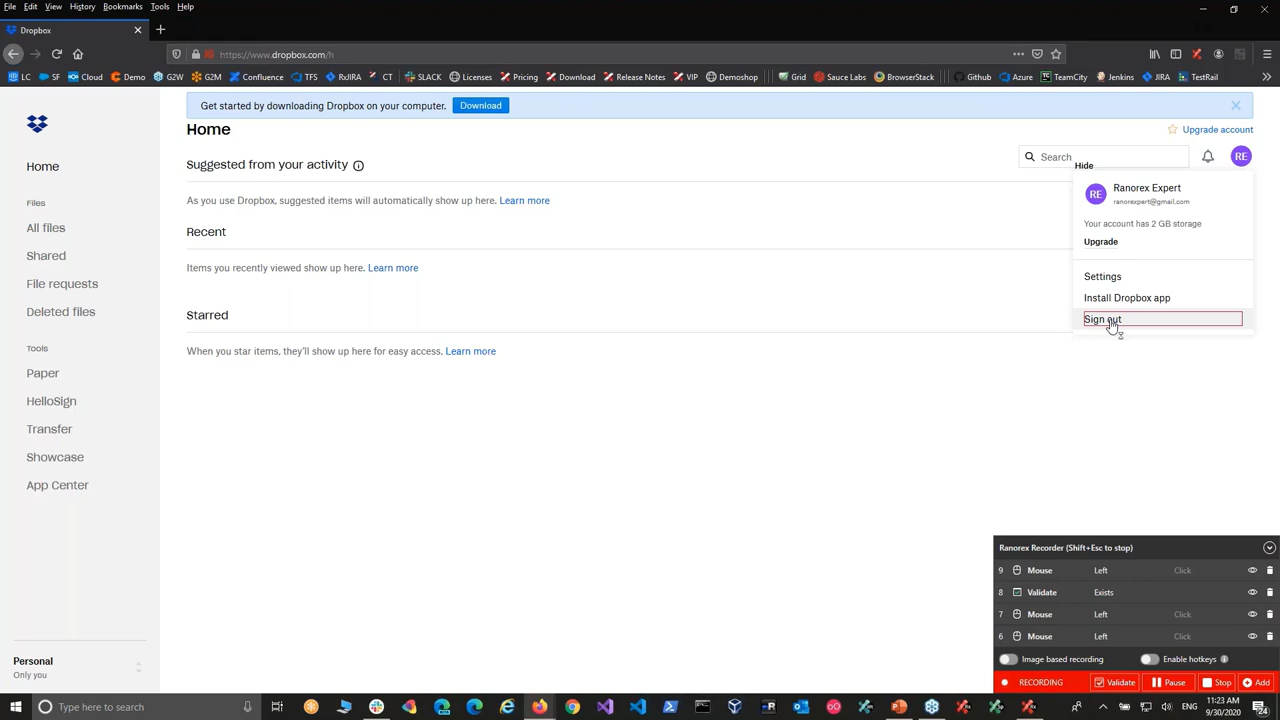 File Edit View History Bookmarks Tools Help
Dropbox
https://www.dropbox.com/h
LC SF Cloud Demo G2W G2M Confluence TFS RxJIRA CT SLACK Licenses Pricing Download Release Notes VIP Demoshop Grid Sauce Labs BrowserStack Github Azure TeamCity Jenkins JIRA TestRail
Get started by downloading Dropbox on your computer. Download
Home
Upgrade account
Search
RE
Hide
Suggested from your activity
As you use Dropbox, suggested items will automatically show up here. Learn more
Recent
Items you recently viewed show up here. Learn more
Starred
When you star items, they'll show up here for easy access. Learn more
RE
Ranorex Expert
ranorexpert@gmail.com
Your account has 2 GB storage
Upgrade
Settings
Install Dropbox app
Sign out
Home
Files
All files
Shared
File requests
Deleted files
Tools
Paper
HelloSign
Transfer
Showcase
App Center
Personal
Only you
Ranorex Recorder (Shift+Esc to stop)
9 Mouse Left Click
8 Validate Exists
7 Mouse Left Click
6 Mouse Left Click
Image based recording Enable hotkeys
RECORDING Validate Pause Stop Add
Type here to search
ENG
11:23 AM
9/30/2020
24